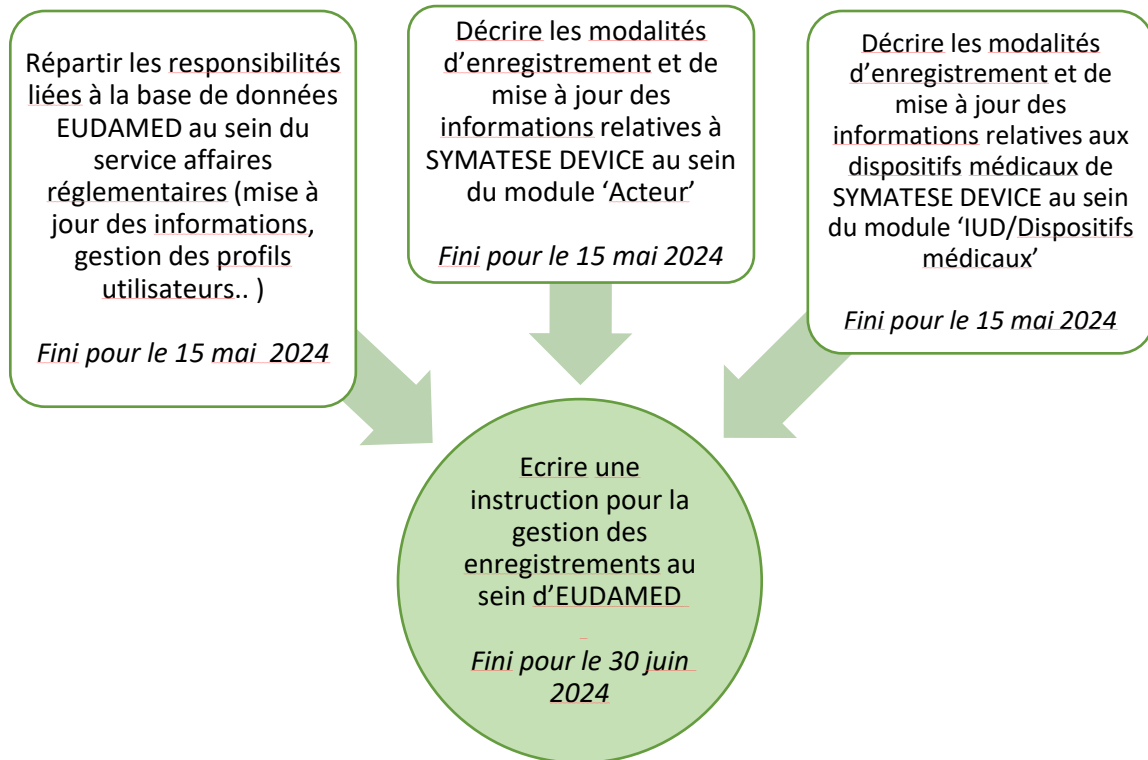 Répartir les responsibilités
liées à la base de données
EUDAMED au sein du
service affaires
réglementaires (mise à
jour des informations,
gestion des profils
utilisateurs.. )
Fini pour le 15 mai 2024
Décrire les modalités
d’enregistrement et de
mise à jour des
informations relatives à
SYMATESE DEVICE au sein
du module ‘Acteur’
Fini pour le 15 mai 2024
Décrire les modalités
d’enregistrement et de
mise à jour des
informations relatives aux
dispositifs médicaux de
SYMATESE DEVICE au sein
du module ‘IUD/Dispositifs
médicaux’
Fini pour le 15 mai 2024
Ecrire une
instruction pour la
gestion des
enregistrements au
sein d’EUDAMED
Fini pour le 30 juin
2024